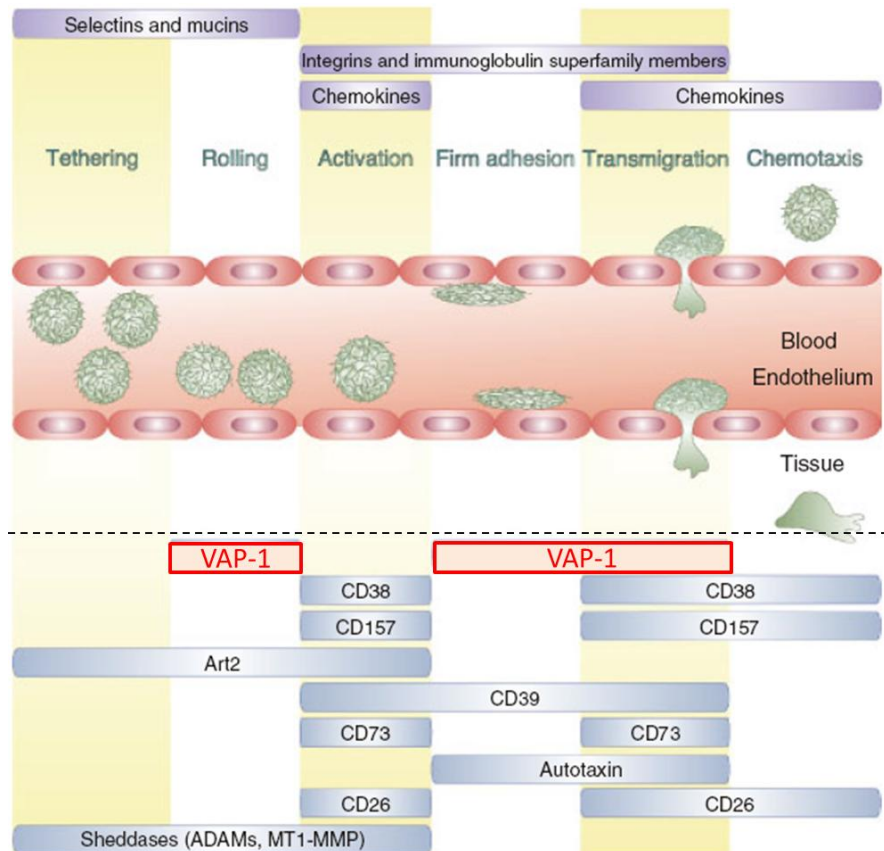 Selectins and mucins
Integrins and immunoglobulin superfamily members
Chemokines Chemokines
Tethering Rolling Activation Firm adhesion Transmigration Chemotaxis
Blood
Endothelium
Tissue
VAP-1 VAP-1
CD38 CD38
CD157 CD157
Art2
CD39
CD73 CD73
Autotaxin
CD26 CD26
Sheddases (ADAMs, MT1-MMP)